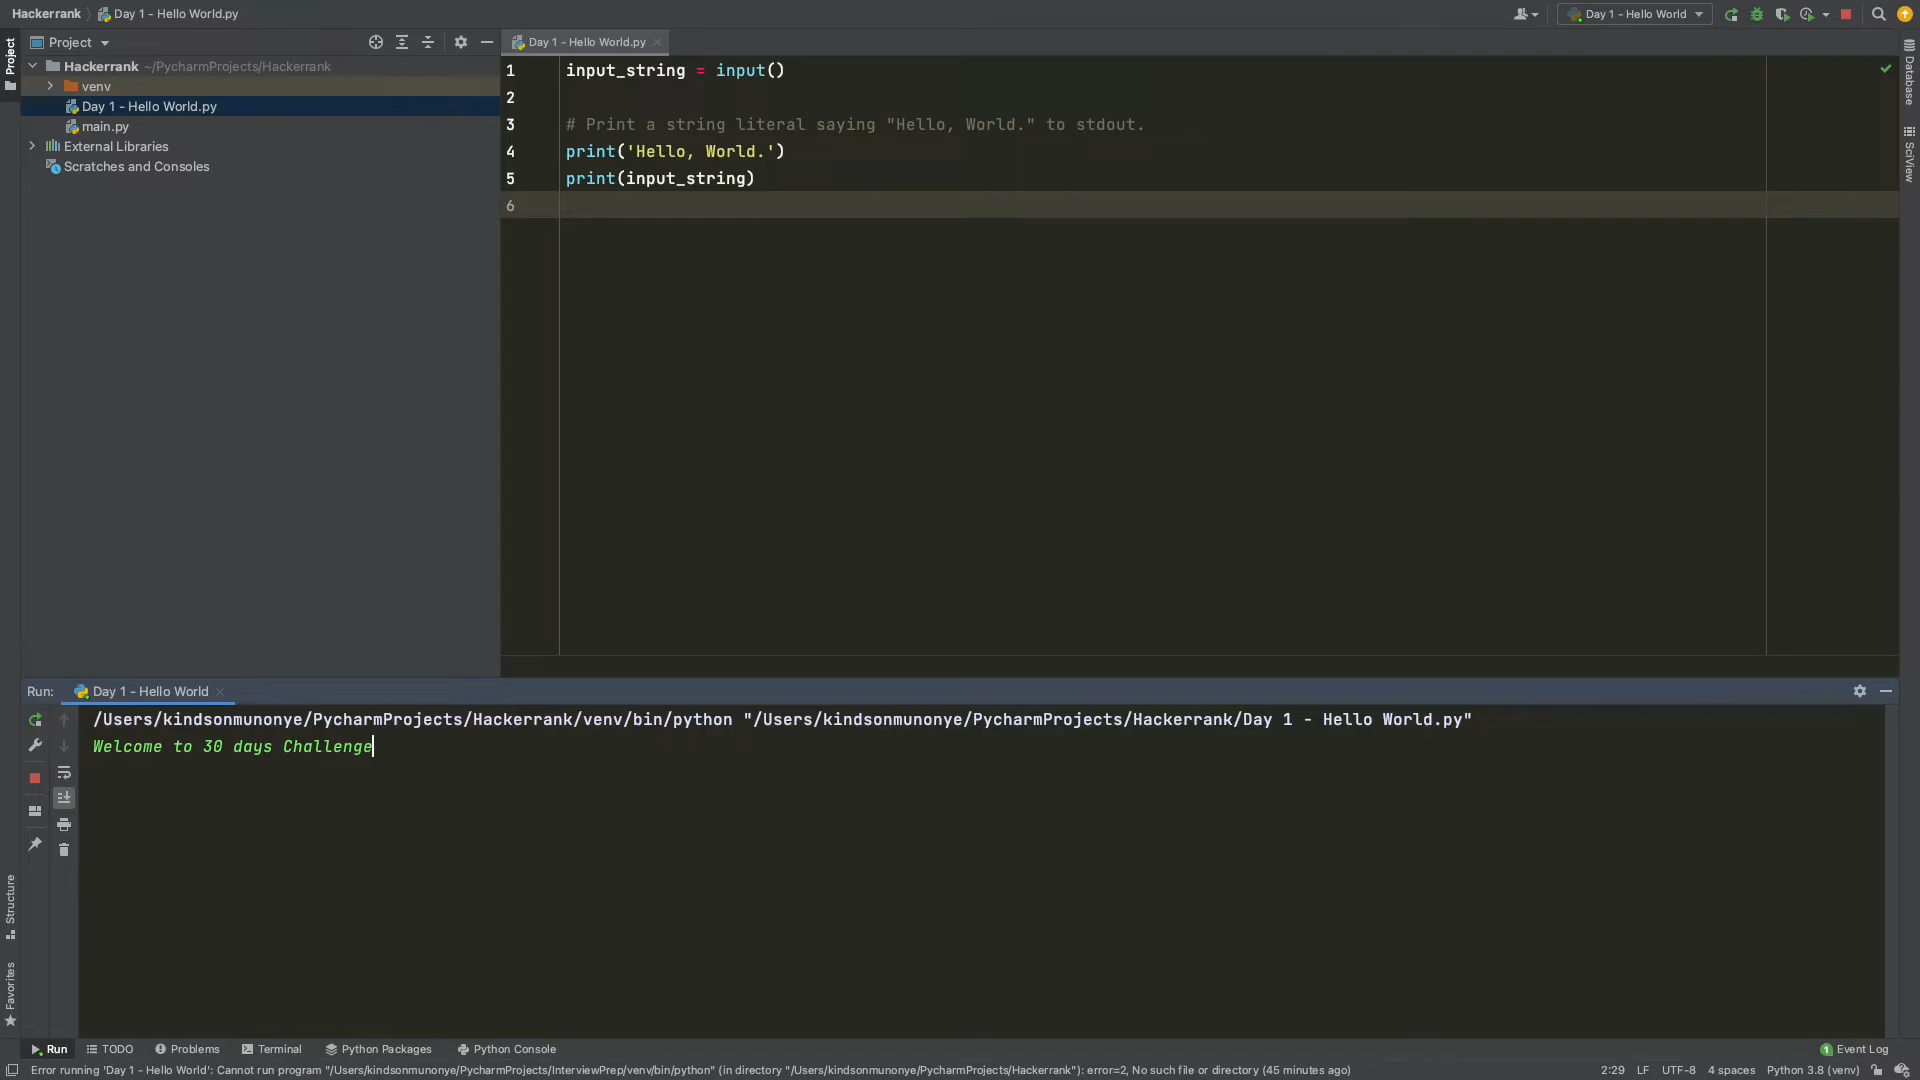 Hackerrank Day 1 - Hello World.py
Day 1 - Hello World
Project
Project
Hackerrank ~/PycharmProjects/Hackerrank
venv
Day 1 - Hello World.py
main.py
External Libraries
Scratches and Consoles
Day 1 - Hello World.py
1 input_string = input()
2
3 # Print a string literal saying "Hello, World." to stdout.
4 print('Hello, World.')
5 print(input_string)
6
Database
SciView
Run: Day 1 - Hello World
/Users/kindsonmunonye/PycharmProjects/Hackerrank/venv/bin/python "/Users/kindsonmunonye/PycharmProjects/Hackerrank/Day 1 - Hello World.py"
Welcome to 30 days Challenge
Structure
Favorites
Run TODO Problems Terminal Python Packages Python Console 1 Event Log
Error running 'Day 1 - Hello World': Cannot run program "/Users/kindsonmunonye/PycharmProjects/InterviewPrep/venv/bin/python" (in directory "/Users/kindsonmunonye/PycharmProjects/Hackerrank"): error=2, No such file or directory (45 minutes ago) 2:29 LF UTF-8 4 spaces Python 3.8 (venv)